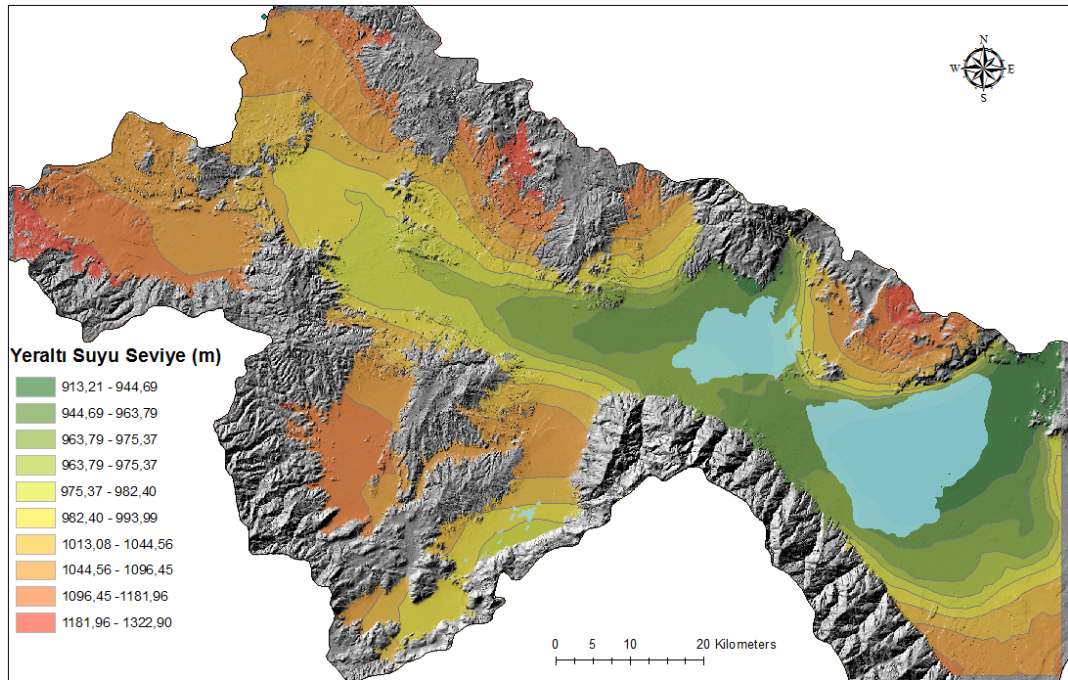 N
W E
S
Yeraltı Suyu Seviye (m)
913,21 - 944,69
944,69 - 963,79
963,79 - 975,37
963,79 - 975,37
975,37 - 982,40
982,40 - 993,99
1013,08 - 1044,56
1044,56 - 1096,45
1096,45 -1181,96
1181,96 - 1322,90
0 5 10 20 Kilometers